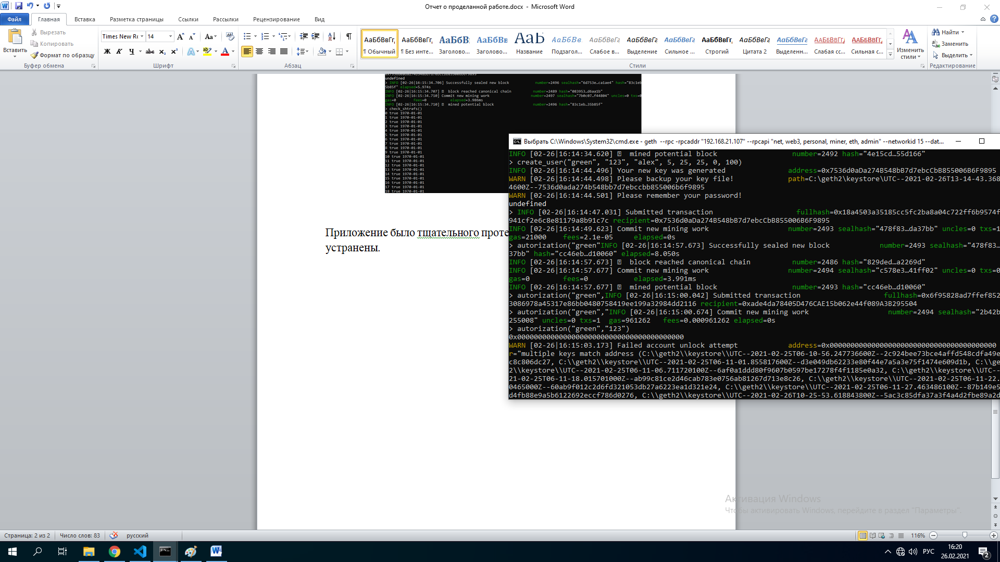 Отчет о проделанной работе.docx - Microsoft Word
Файл Главная Вставка Разметка страницы Ссылки Рассылки Рецензирование Вид
Вставить
Вырезать
Копировать
Формат по образцу
Буфер обмена
Times New Rc 14
Шрифт
Абзац
АаБбВвГг, АаБбВвГг, АаБбВ: АаБбВв АаБ АаБбВв. АаБбВвГг АаБбВвГг АаБбВвГг АаБбВвГг, АаБбВвГг АаБбВвГг ААББВВГГ, ААББВВГГ,
¶ Обычный ¶ Без инте... Заголово... Заголово... Название Подзагол... Слабое в... Выделение Сильное ... Строгий Цитата 2 Выделенн... Слабая сс... Сильная с...
Стили
Изменить стили
Найти
Заменить
Выделить
Редактирование
undefined
> INFO [02-26|16:15:34.706] Successfully sealed new block number=2496 sealhash="6d753e…ca1ae4" hash="83c1eb
5b85f" elapsed=5.974s
INFO [02-26|16:15:34.707] block reached canonical chain number=2489 hash="083953…d6aa1b"
INFO [02-26|16:15:34.710] Commit new mining work number=2497 sealhash="7b0c07…f44804" uncles=0 txs=0
gas=0 fees=0 elapsed=3.986ms
INFO [02-26|16:15:34.710] mined potential block number=2496 hash="83c1eb…35b85f"
> check_shtrafs()
0 true 1970-01-01
1 true 1970-01-01
2 true 1970-01-01
3 true 1970-01-01
4 true 1970-01-01
5 true 1970-01-01
6 true 1970-01-01
7 true 1970-01-01
8 true 1970-01-01
9 true 1970-01-01
10 true 1970-01-01
11 true 1970-01-01
12 true 1970-01-01
13 true 1970-01-01
14 true 1970-01-01
15 true 1970-01-01
16 true 1970-01-01
17 true 1970-01-01
18 true 1970-01-01
Приложение было тщательного проте
устранены.
Выбрать C:\Windows\System32\cmd.exe - geth --rpc -rpcaddr "192.168.21.107" --rpcapi "net, web3, personal, miner, eth, admin" --networkid 15 --dat...
INFO [02-26|16:14:34.620] mined potential block number=2492 hash="4e15cd…55d166"
> create_user("green", "123", "alex", 5, 25, 25, 0, 100)
INFO [02-26|16:14:44.496] Your new key was generated address=0x7536d0aDa274B548bB7d7ebcCbB855006B6F9895
WARN [02-26|16:14:44.498] Please backup your key file! path=C:\geth2\keystore\UTC--2021-02-26T13-14-43.368
4600Z--7536d0ada274b548bb7d7ebccbb855006b6f9895
WARN [02-26|16:14:44.501] Please remember your password!
undefined
> INFO [02-26|16:14:47.031] Submitted transaction fullhash=0x18a4503a35185cc5fc2ba8a04c722ff6b9574f
941cf2e6c8e81179a8b91c7c recipient=0x7536d0aDa274B548bB7d7ebcCbB855006B6F9895
INFO [02-26|16:14:49.623] Commit new mining work number=2493 sealhash="478f83…da37bb" uncles=0 txs=1
gas=21000 fees=2.1e-05 elapsed=0s
> autorization("green"INFO [02-26|16:14:57.673] Successfully sealed new block number=2493 sealhash="478f83…
37bb" hash="cc46eb…d10060" elapsed=8.050s
INFO [02-26|16:14:57.673] block reached canonical chain number=2486 hash="829ded…a2269d"
INFO [02-26|16:14:57.677] Commit new mining work number=2494 sealhash="c578e3…41ff02" uncles=0 txs=0
gas=0 fees=0 elapsed=3.991ms
INFO [02-26|16:14:57.677] mined potential block number=2493 hash="cc46eb…d10060"
> autorization("green",INFO [02-26|16:15:00.042] Submitted transaction fullhash=0x6f95828ad7ffef852
3086978a45317e86bb0480758419ee199a32984dd2116 recipient=0xade4da78405D476CAE15b062e44f089A3B295504
> autorization("green","INFO [02-26|16:15:00.674] Commit new mining work number=2494 sealhash="2b42b
255008" uncles=0 txs=1 gas=961262 fees=0.000961262 elapsed=0s
> autorization("green","123")
0x0000000000000000000000000000000000000000
WARN [02-26|16:15:03.173] Failed account unlock attempt address=0x0000000000000000000000000000000000000000
r="multiple keys match address (C:\\geth2\\keystore\\UTC--2021-02-25T06-10-56.247736600Z--2c924bee73bce4affd548cdfa49e
c8c806dc27, C:\\geth2\\keystore\\UTC--2021-02-25T06-11-01.855817600Z--d3e049db62233e80f44e7a5a3e75f1474e609d1b, C:\\ge
2\\keystore\\UTC--2021-02-25T06-11-06.711720100Z--6af0a1ddd80f9607b0597be17278f4f1185e0a32, C:\\geth2\\keystore\\UTC--
21-02-25T06-11-18.015701000Z--ab99c81ce2d46cab783e0756ab81267d713e8c26, C:\\geth2\\keystore\\UTC--2021-02-25T06-11-22.
0465000Z--60ab9f012c2d6fd321053db27a6223ea1d321e24, C:\\geth2\\keystore\\UTC--2021-02-25T06-11-27.463486100Z--87b149e5
d4fb88e9a5b6122692eccf786d0276, C:\\geth2\\keystore\\UTC--2021-02-26T10-25-53.618843800Z--5ac3c85dfa37a3f4a4d2fbe89a2d
Активация Windows
Чтобы активировать Windows, перейдите в раздел "Параметры".
Страница: 2 из 2 Число слов: 83 русский 116%
РУС 16:20
26.02.2021 2